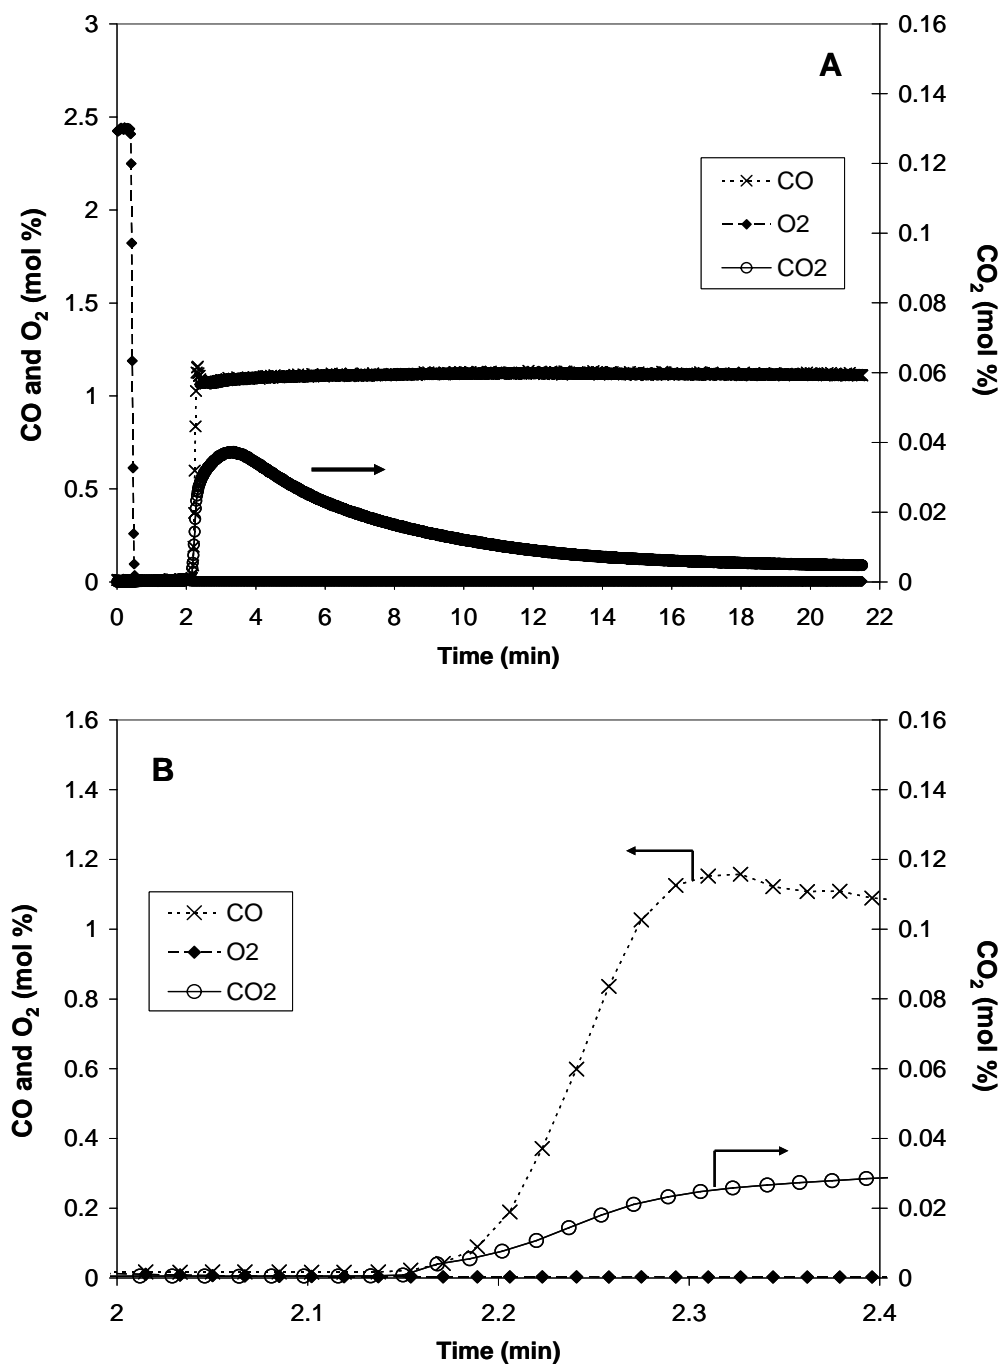 A
3
2.5
2
1.5
1
0.5
0
0.16
0.14
0.12
0.1
0.08
0.06
0.04
0.02
0
CO and O2 (mol %)
CO2 (mol %)
CO
O2
CO2
0 2 4 6 8 10 12 14 16 18 20 22
Time (min)
B
1.6
1.4
1.2
1
0.8
0.6
0.4
0.2
0
0.16
0.14
0.12
0.1
0.08
0.06
0.04
0.02
0
CO and O2 (mol %)
CO2 (mol %)
CO
O2
CO2
2 2.1 2.2 2.3 2.4
Time (min)